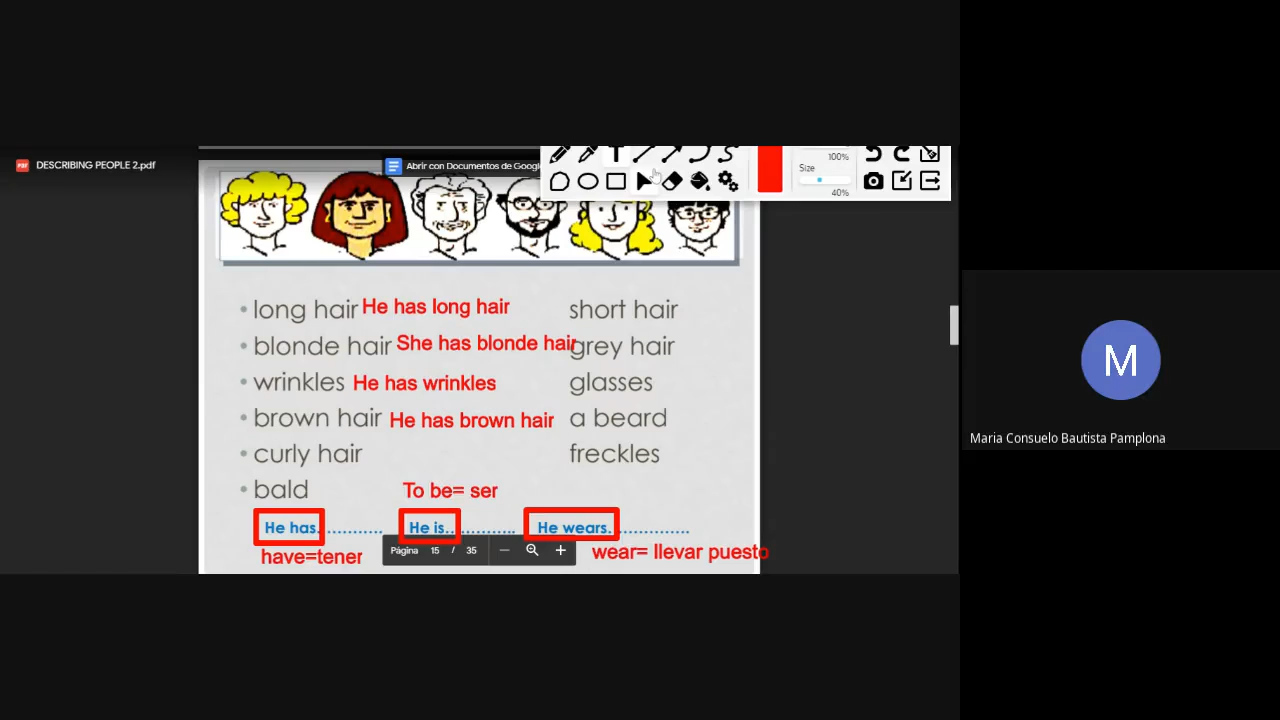 DESCRIBING PEOPLE 2.pdf
Abrir con Documentos de Google
100%
Size
40%
• long hair He has long hair short hair
• blonde hair She has blonde hair grey hair
• wrinkles He has wrinkles glasses
• brown hair He has brown hair a beard
• curly hair freckles
• bald To be= ser
He has............. He is.............. He wears.................
have=tener Página 15 / 35 wear= llevar puesto
M
Maria Consuelo Bautista Pamplona